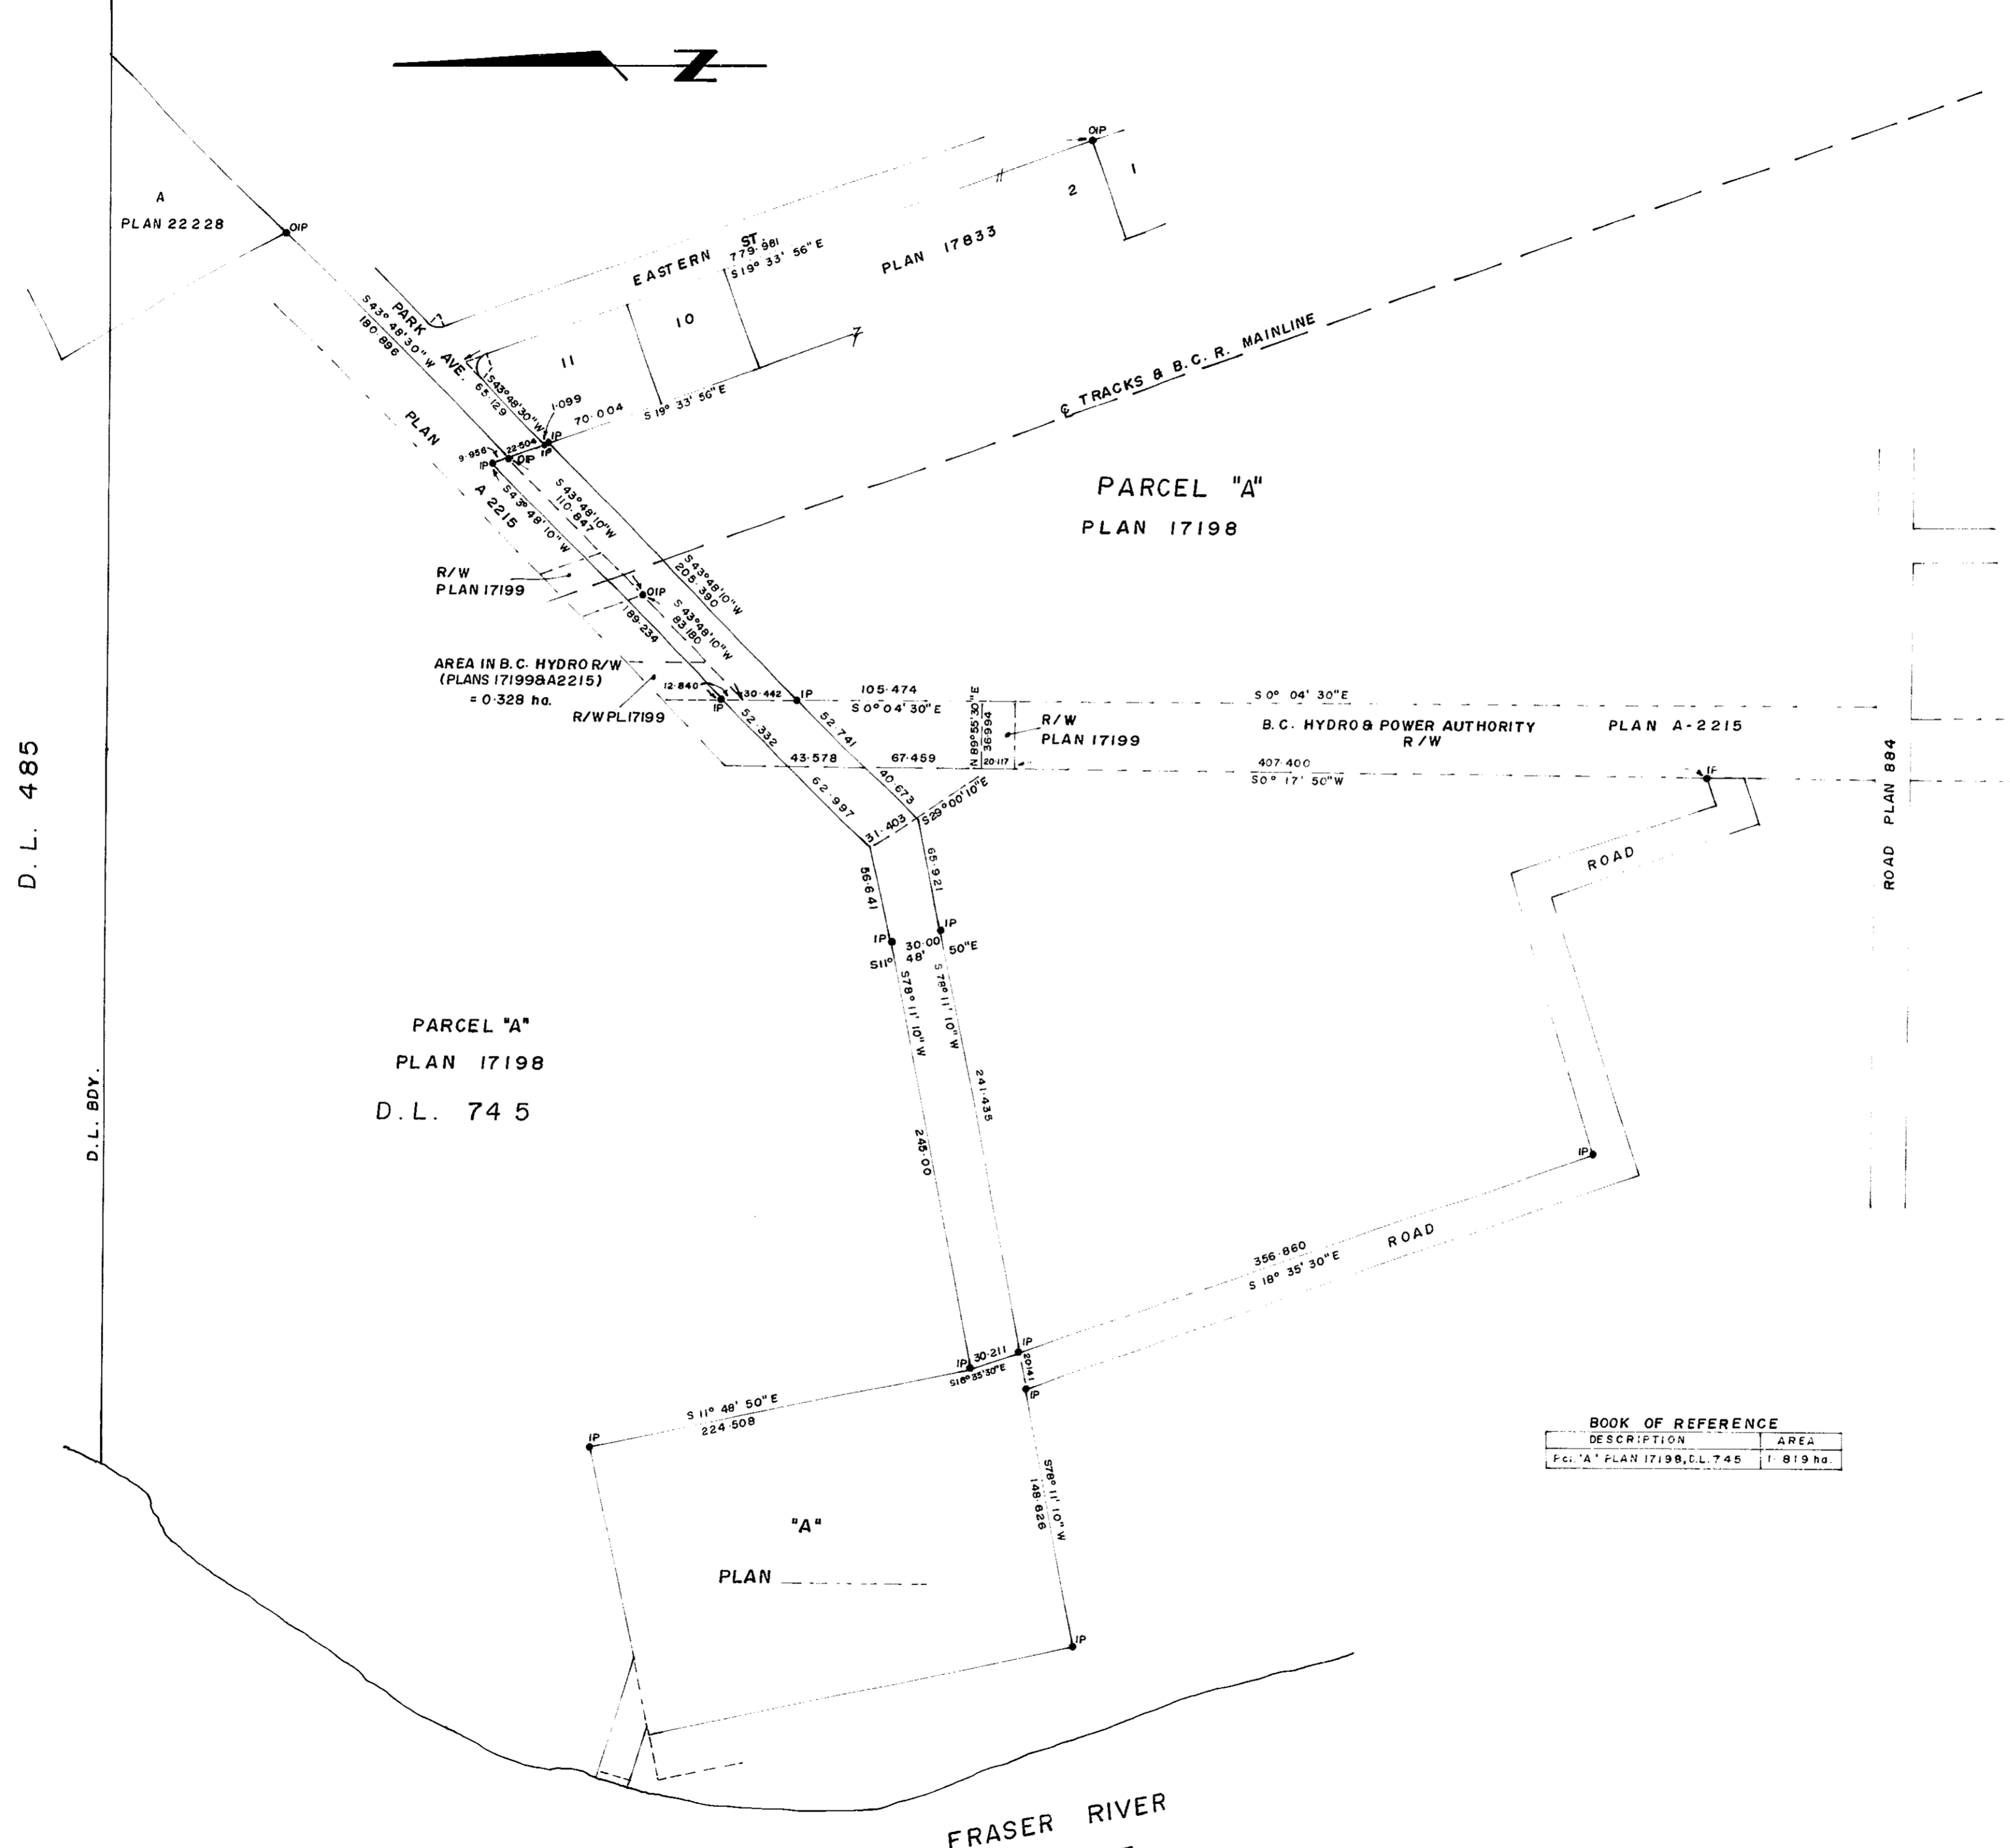 Z
A
PLAN 22228
OIP
OIP
1
2
EASTERN ST.
779.981
S19° 33' 56" E
PLAN 17833
PARK AVE.
S43° 48' 30" W
180.896
10
11
S43°48'30"W
65.129
1.099
70.004
S 19° 33' 56" E
IP
IP
22.504
9.956
IP
OIP
PLAN A 2215
S43°48'10"W
S43°48'10"W
110.847
₵ TRACKS & B.C.R. MAINLINE
PARCEL "A"
PLAN 17198
R/W
PLAN 17199
OIP
S43°48'10"W
205.390
S 43°48'10"W
83.180
189.234
AREA IN B.C. HYDRO R/W
(PLANS 17199&A2215)
= 0.328 ha.
R/W PL.17199
12.840
30.442
IP
IP
105.474
S 0° 04' 30" E
N 89°55'30"E
36.994
20.117
R/W
PLAN 17199
S 0° 04' 30"E
B.C. HYDRO & POWER AUTHORITY
R/W
PLAN A-2215
52.332
52.741
43.578
67.459
407.400
S0° 17' 50"W
IP
62.997
40.673
31.403
S29°00'10"E
ROAD PLAN 884
ROAD
D.L. 485
56.641
65.921
IP
IP
30.00
S11° 48' 50"E
S78° 11' 10" W
S 78° 11' 10" W
241.435
245.00
PARCEL "A"
PLAN 17198
D.L. 745
D.L. BDY.
IP
ROAD
356.860
S 18° 35' 30" E
IP
IP
30.211
S18°35'30"E
20.141
IP
S 11° 48' 50" E
224.508
IP
S78° 11' 10" W
148.626
BOOK OF REFERENCE
DESCRIPTION AREA
Pcl. "A" PLAN 17198, D.L. 745 1.819 ha.
"A"
PLAN
IP
FRASER RIVER